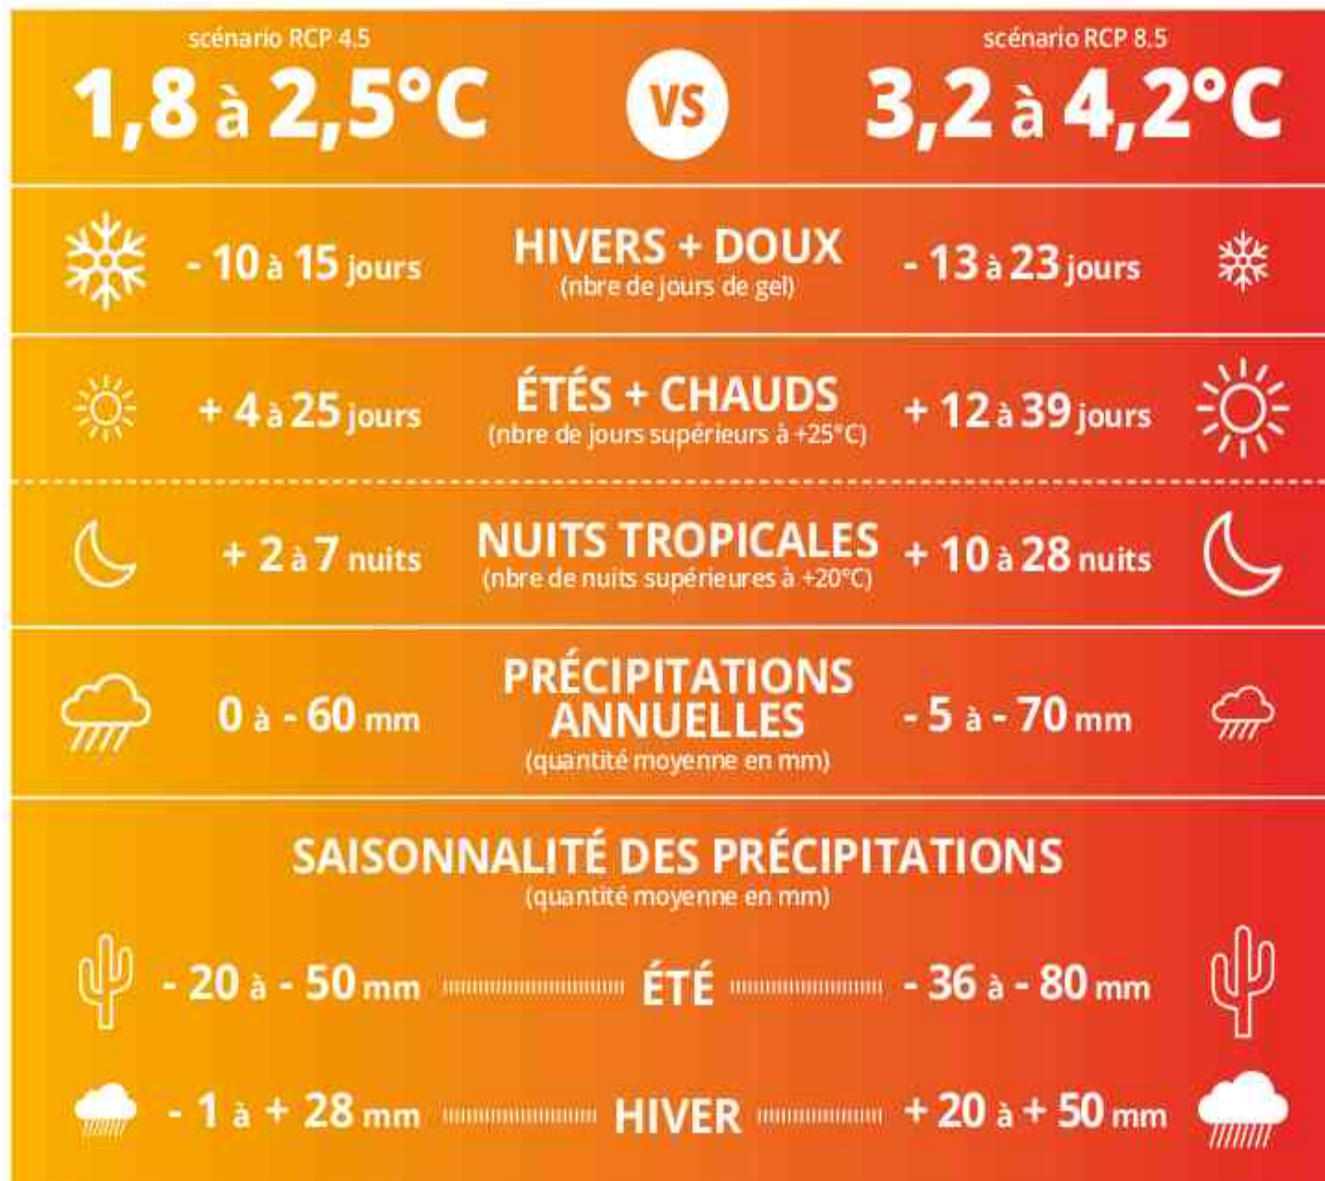 scénario RCP 4.5
1,8 à 2,5°C
VS
scénario RCP 8.5
3,2 à 4,2°C
- 10 à 15 jours
HIVERS + DOUX
(nbre de jours de gel)
- 13 à 23 jours
+ 4 à 25 jours
ÉTÉS + CHAUDS
(nbre de jours supérieurs à +25°C)
+ 12 à 39 jours
+ 2 à 7 nuits
NUITS TROPICALES
(nbre de nuits supérieures à +20°C)
+ 10 à 28 nuits
0 à - 60 mm
PRÉCIPITATIONS
ANNUELLES
(quantité moyenne en mm)
- 5 à - 70 mm
SAISONNALITÉ DES PRÉCIPITATIONS
(quantité moyenne en mm)
- 20 à - 50 mm
ÉTÉ
- 36 à - 80 mm
- 1 à + 28 mm
HIVER
+ 20 à + 50 mm